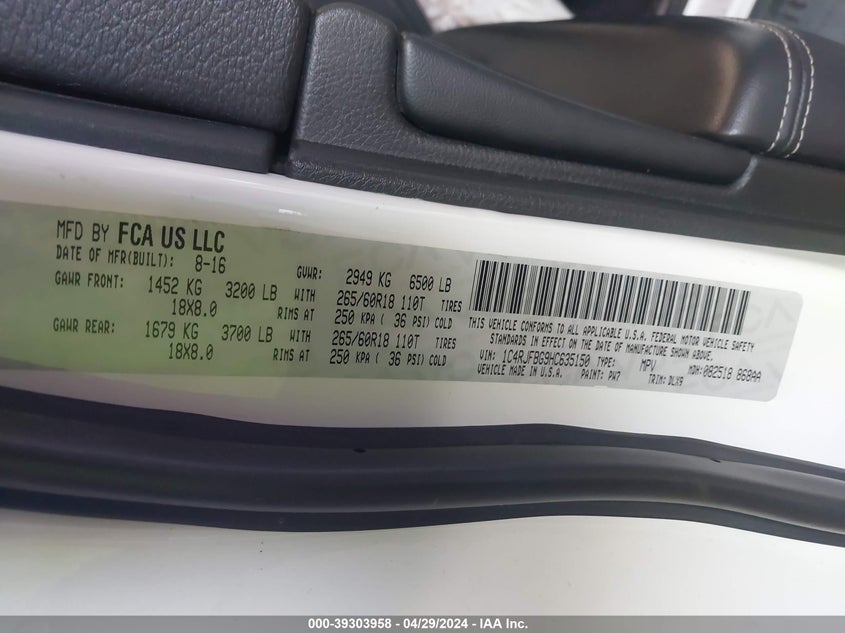 MFD BY FCA US LLC
DATE OF MFR(BUILT): 8-16
GVWR: 2949 KG 6500 LB
GAWR FRONT: 1452 KG 3200 LB WITH 265/60R18 110T TIRES
18X8.0 RIMS AT 250 KPA ( 36 PSI) COLD
GAWR REAR: 1679 KG 3700 LB WITH 265/60R18 110T TIRES
18X8.0 RIMS AT 250 KPA ( 36 PSI) COLD
THIS VEHICLE CONFORMS TO ALL APPLICABLE U.S.A. FEDERAL MOTOR VEHICLE SAFETY
STANDARDS IN EFFECT ON THE DATE OF MANUFACTURE SHOWN ABOVE.
VIN: 1C4RJFBG9HC635150 TYPE: MPV MDH: 082518 868AA
VEHICLE MADE IN U.S.A. PAINT: PW7 TRIM: DLX9
000-39303958 - 04/29/2024 - IAA Inc.